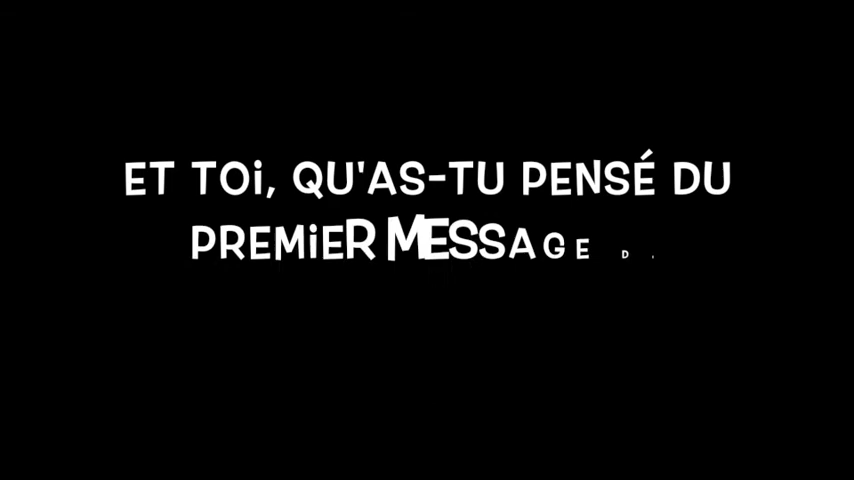 ET TOi, QU'AS-TU PENSÉ DU
PREMiER MESSAGE D